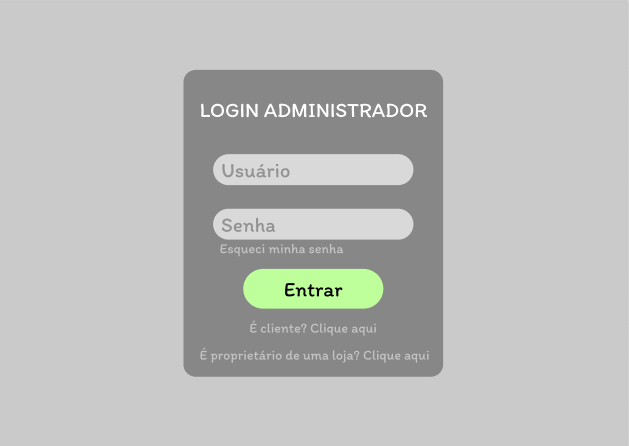 LOGIN ADMINISTRADOR
Usuário
Senha
Esqueci minha senha
Entrar
É cliente? Clique aqui
É proprietário de uma loja? Clique aqui